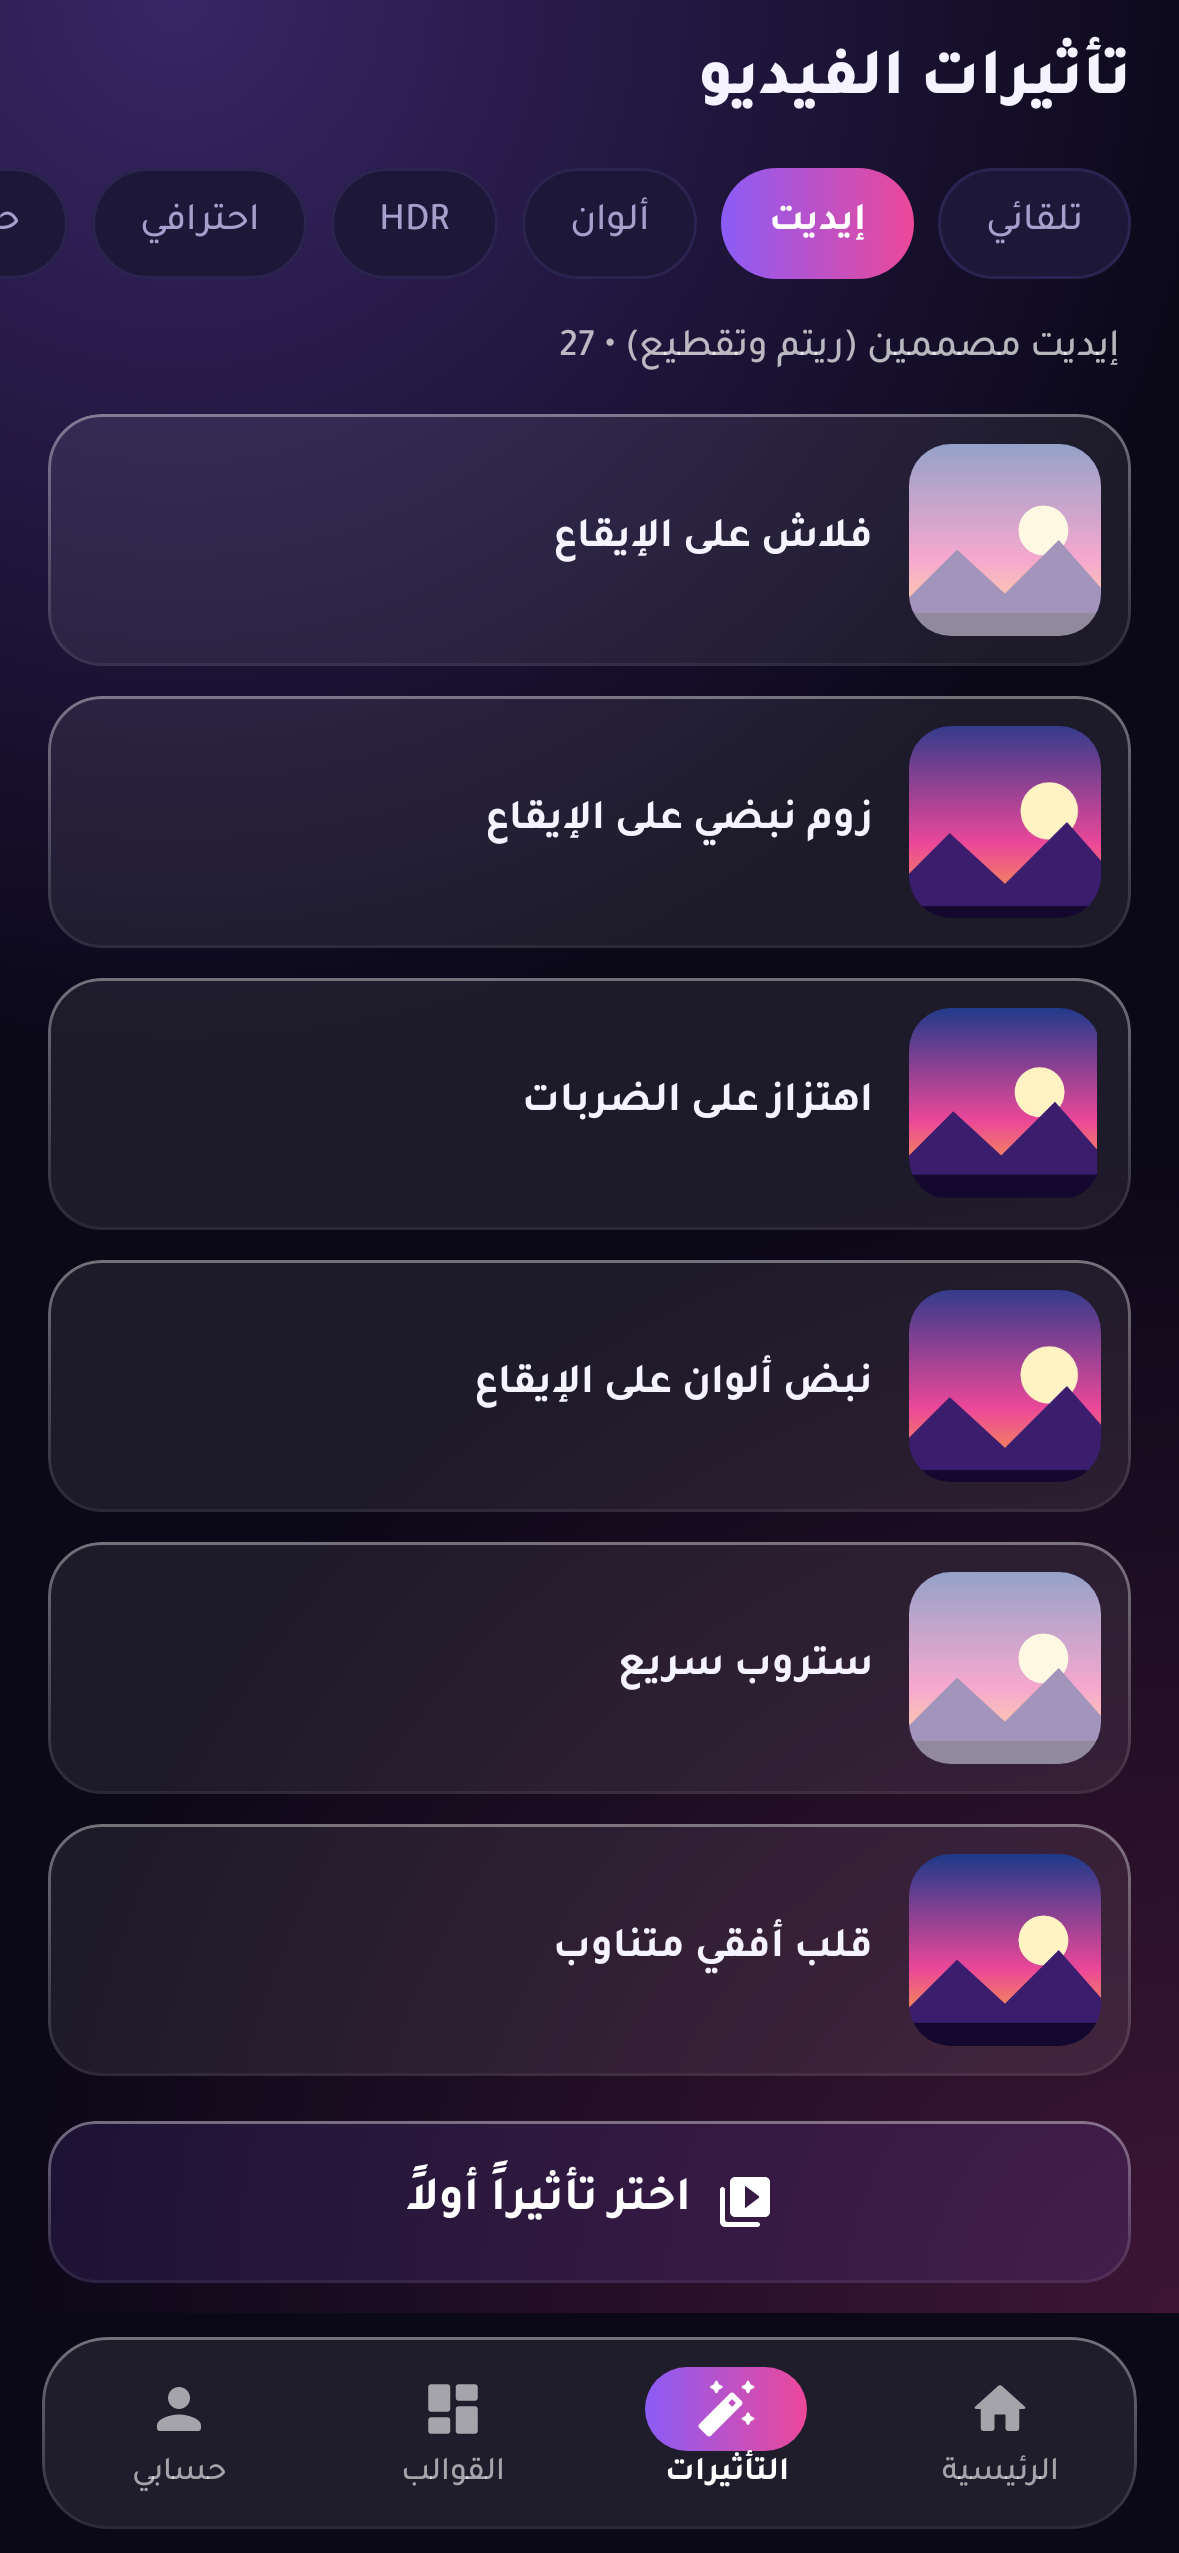 تأثيرات الفيديو
تلقائي
إيديت
ألوان
HDR
احترافي
إيديت مصممين (ريتم وتقطيع) • 27
فلاش على الإيقاع
زوم نبضي على الإيقاع
اهتزاز على الضربات
نبض ألوان على الإيقاع
ستروب سريع
قلب أفقي متناوب
اختر تأثيراً أولاً
الرئيسية
التأثيرات
القوالب
حسابي